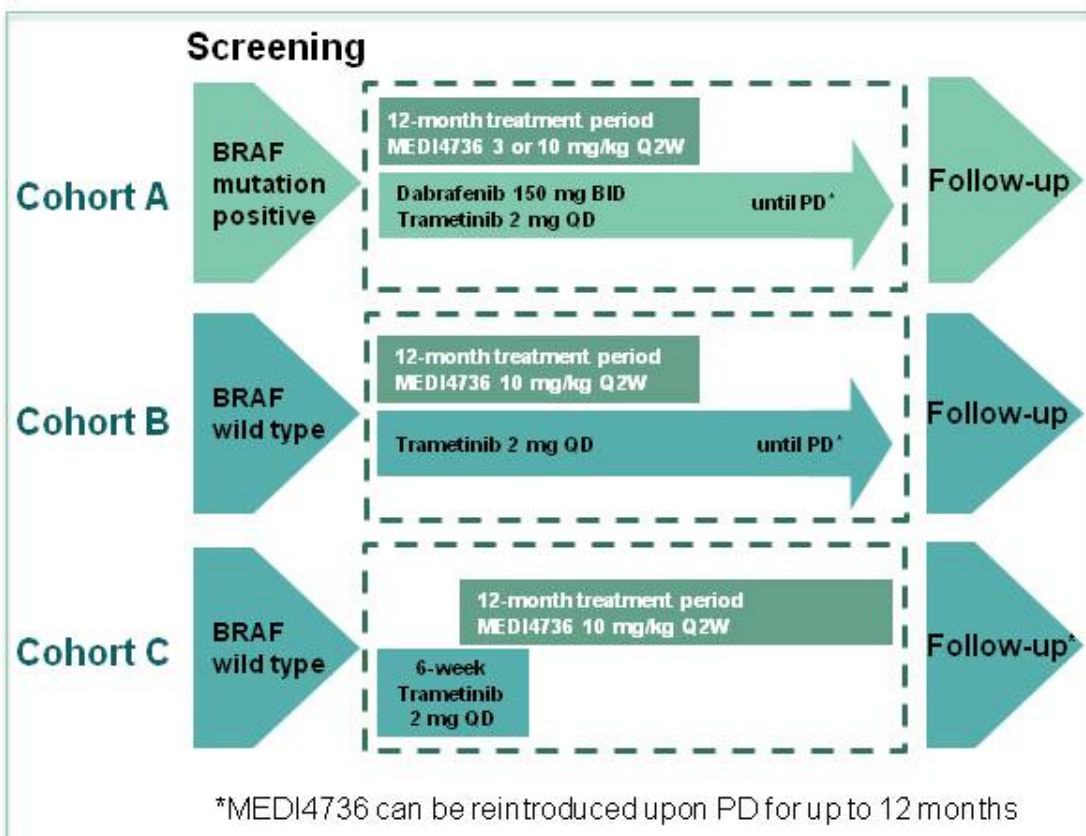 Screening
Cohort A
BRAF
mutation
positive
12-month treatment period
MEDI4736 3 or 10 mg/kg Q2W
Dabrafenib 150 mg BID
Trametinib 2 mg QD
until PD*
Follow-up
Cohort B
BRAF
wild type
12-month treatment period
MEDI4736 10 mg/kg Q2W
Trametinib 2 mg QD
until PD*
Follow-up
Cohort C
BRAF
wild type
12-month treatment period
MEDI4736 10 mg/kg Q2W
6-week
Trametinib
2 mg QD
Follow-up*
*MEDI4736 can be reintroduced upon PD for up to 12 months